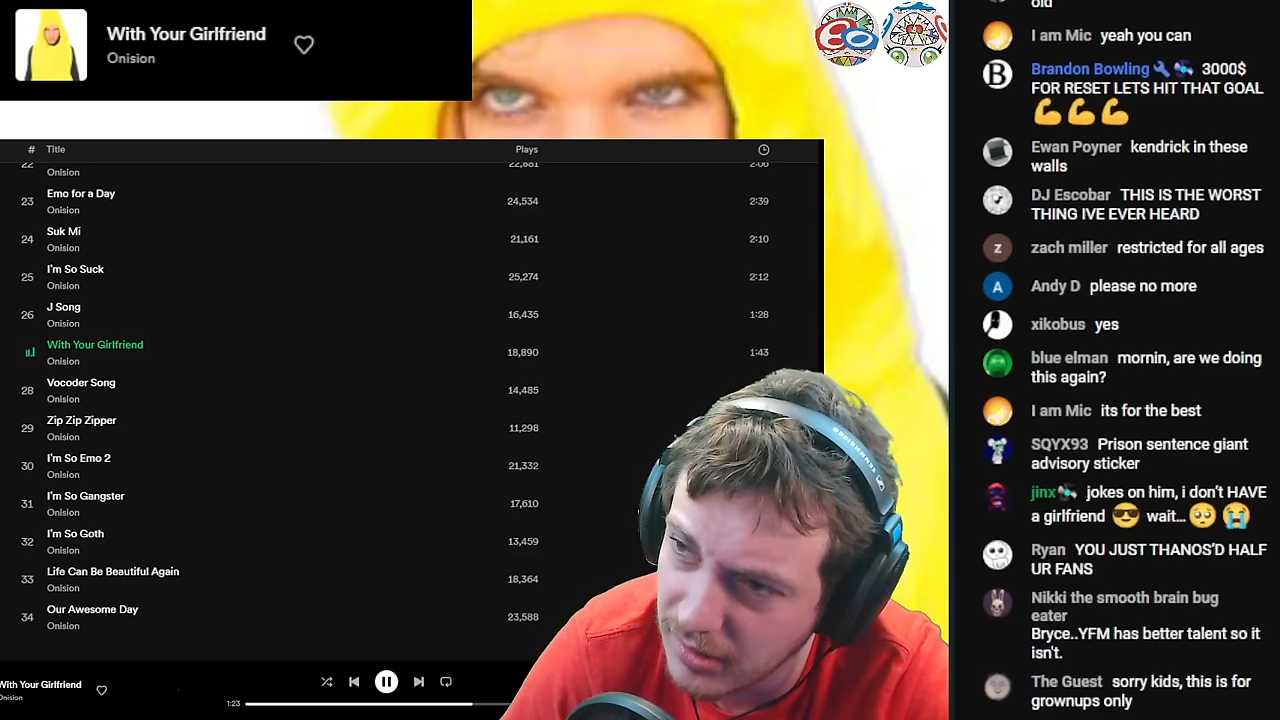 With Your Girlfriend
Onision
# Title Plays
22 22,881 2:06
Onision
23 Emo for a Day 24,534 2:39
Onision
24 Suk Mi 21,161 2:10
Onision
25 I'm So Suck 25,274 2:12
Onision
26 J Song 16,435 1:28
Onision
With Your Girlfriend 18,890 1:43
Onision
28 Vocoder Song 14,485
Onision
29 Zip Zip Zipper 11,298
Onision
30 I'm So Emo 2 21,332
Onision
31 I'm So Gangster 17,610
Onision
32 I'm So Goth 13,459
Onision
33 Life Can Be Beautiful Again 18,364
Onision
34 Our Awesome Day 23,588
Onision
With Your Girlfriend
Onision
1:23
SENNHEISER
old
I am Mic yeah you can
B Brandon Bowling 3000$
FOR RESET LETS HIT THAT GOAL
💪💪💪
Ewan Poyner kendrick in these
walls
DJ Escobar THIS IS THE WORST
THING IVE EVER HEARD
z zach miller restricted for all ages
A Andy D please no more
xikobus yes
blue elman mornin, are we doing
this again?
I am Mic its for the best
SQYX93 Prison sentence giant
advisory sticker
jinx jokes on him, i don't HAVE
a girlfriend 😎 wait... 🥺 😭
Ryan YOU JUST THANOS'D HALF
UR FANS
Nikki the smooth brain bug
eater
Bryce..YFM has better talent so it
isn't.
The Guest sorry kids, this is for
grownups only